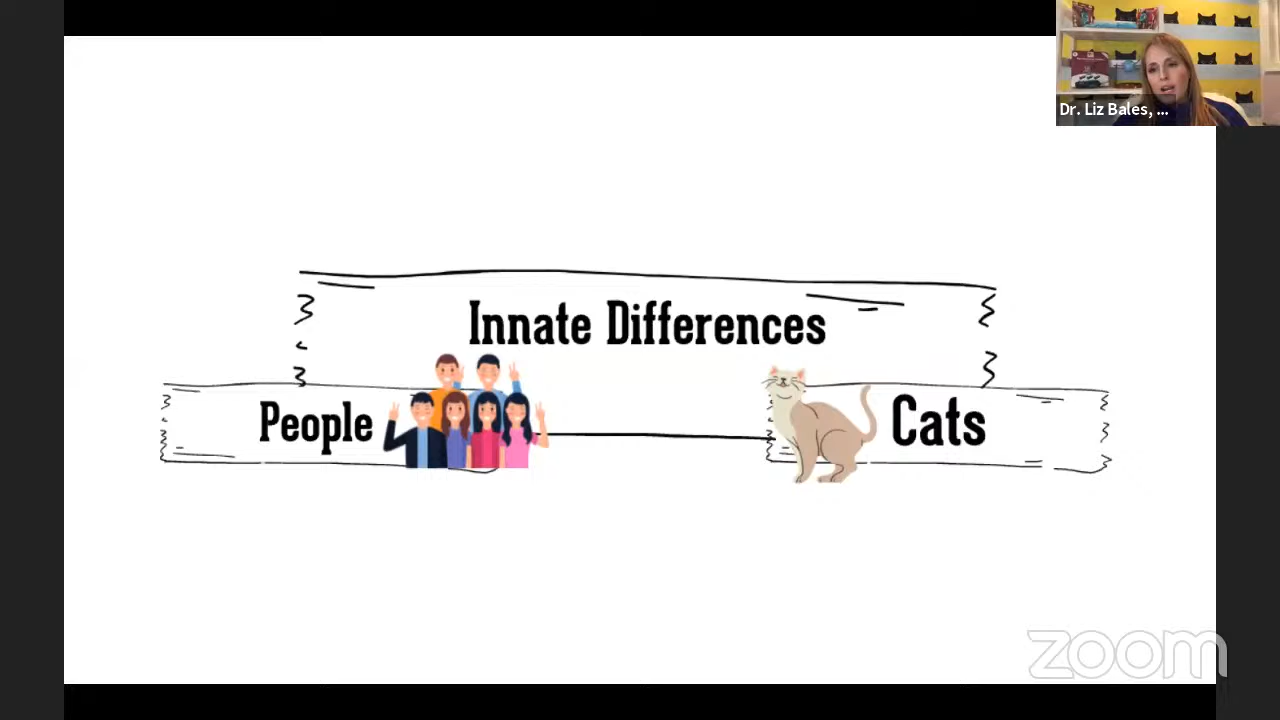 Dr. Liz Bales, ...
Innate Differences
People
Cats
zoom